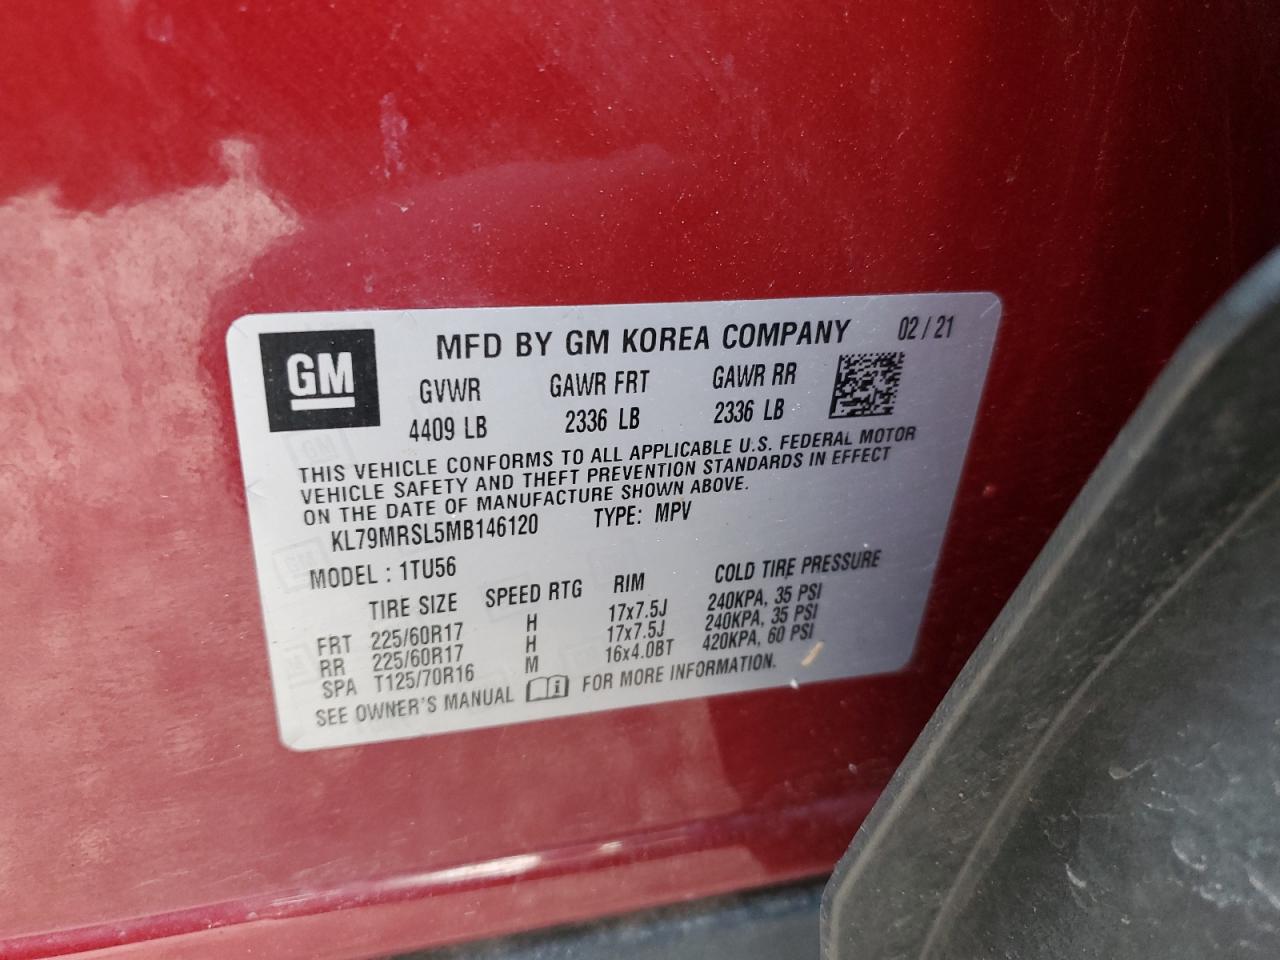 GM
MFD BY GM KOREA COMPANY 02 / 21
GVWR GAWR FRT GAWR RR
4409 LB 2336 LB 2336 LB
THIS VEHICLE CONFORMS TO ALL APPLICABLE U.S. FEDERAL MOTOR
VEHICLE SAFETY AND THEFT PREVENTION STANDARDS IN EFFECT
ON THE DATE OF MANUFACTURE SHOWN ABOVE.
KL79MRSL5MB146120 TYPE: MPV
MODEL : 1TU56
TIRE SIZE SPEED RTG RIM COLD TIRE PRESSURE
FRT 225/60R17 H 17x7.5J 240KPA, 35 PSI
RR 225/60R17 H 17x7.5J 240KPA, 35 PSI
SPA T125/70R16 M 16x4.0BT 420KPA, 60 PSI
SEE OWNER'S MANUAL i FOR MORE INFORMATION.